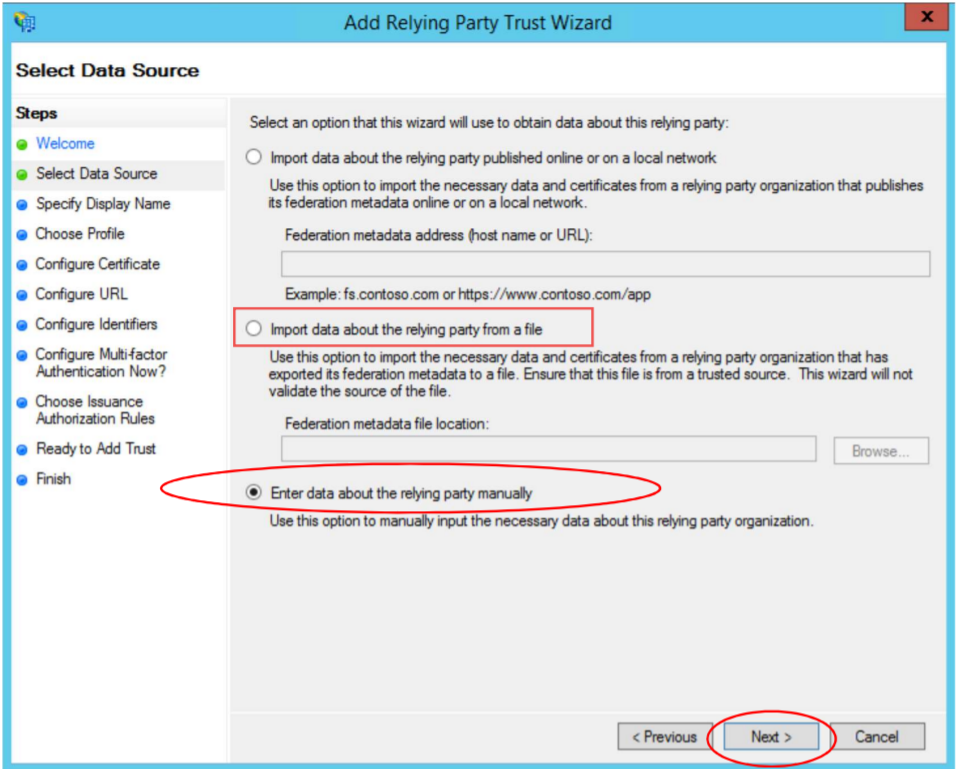 Add Relying Party Trust Wizard
x
Select Data Source
Steps
Welcome
Select Data Source
Specify Display Name
Choose Profile
Configure Certificate
Configure URL
Configure Identifiers
Configure Multi-factor
Authentication Now?
Choose Issuance
Authorization Rules
Ready to Add Trust
Finish
Select an option that this wizard will use to obtain data about this relying party:
Import data about the relying party published online or on a local network
Use this option to import the necessary data and certificates from a relying party organization that publishes
its federation metadata online or on a local network.
Federation metadata address (host name or URL):
Example: fs.contoso.com or https://www.contoso.com/app
Import data about the relying party from a file
Use this option to import the necessary data and certificates from a relying party organization that has
exported its federation metadata to a file. Ensure that this file is from a trusted source. This wizard will not
validate the source of the file.
Federation metadata file location:
Browse...
Enter data about the relying party manually
Use this option to manually input the necessary data about this relying party organization.
< Previous
Next >
Cancel